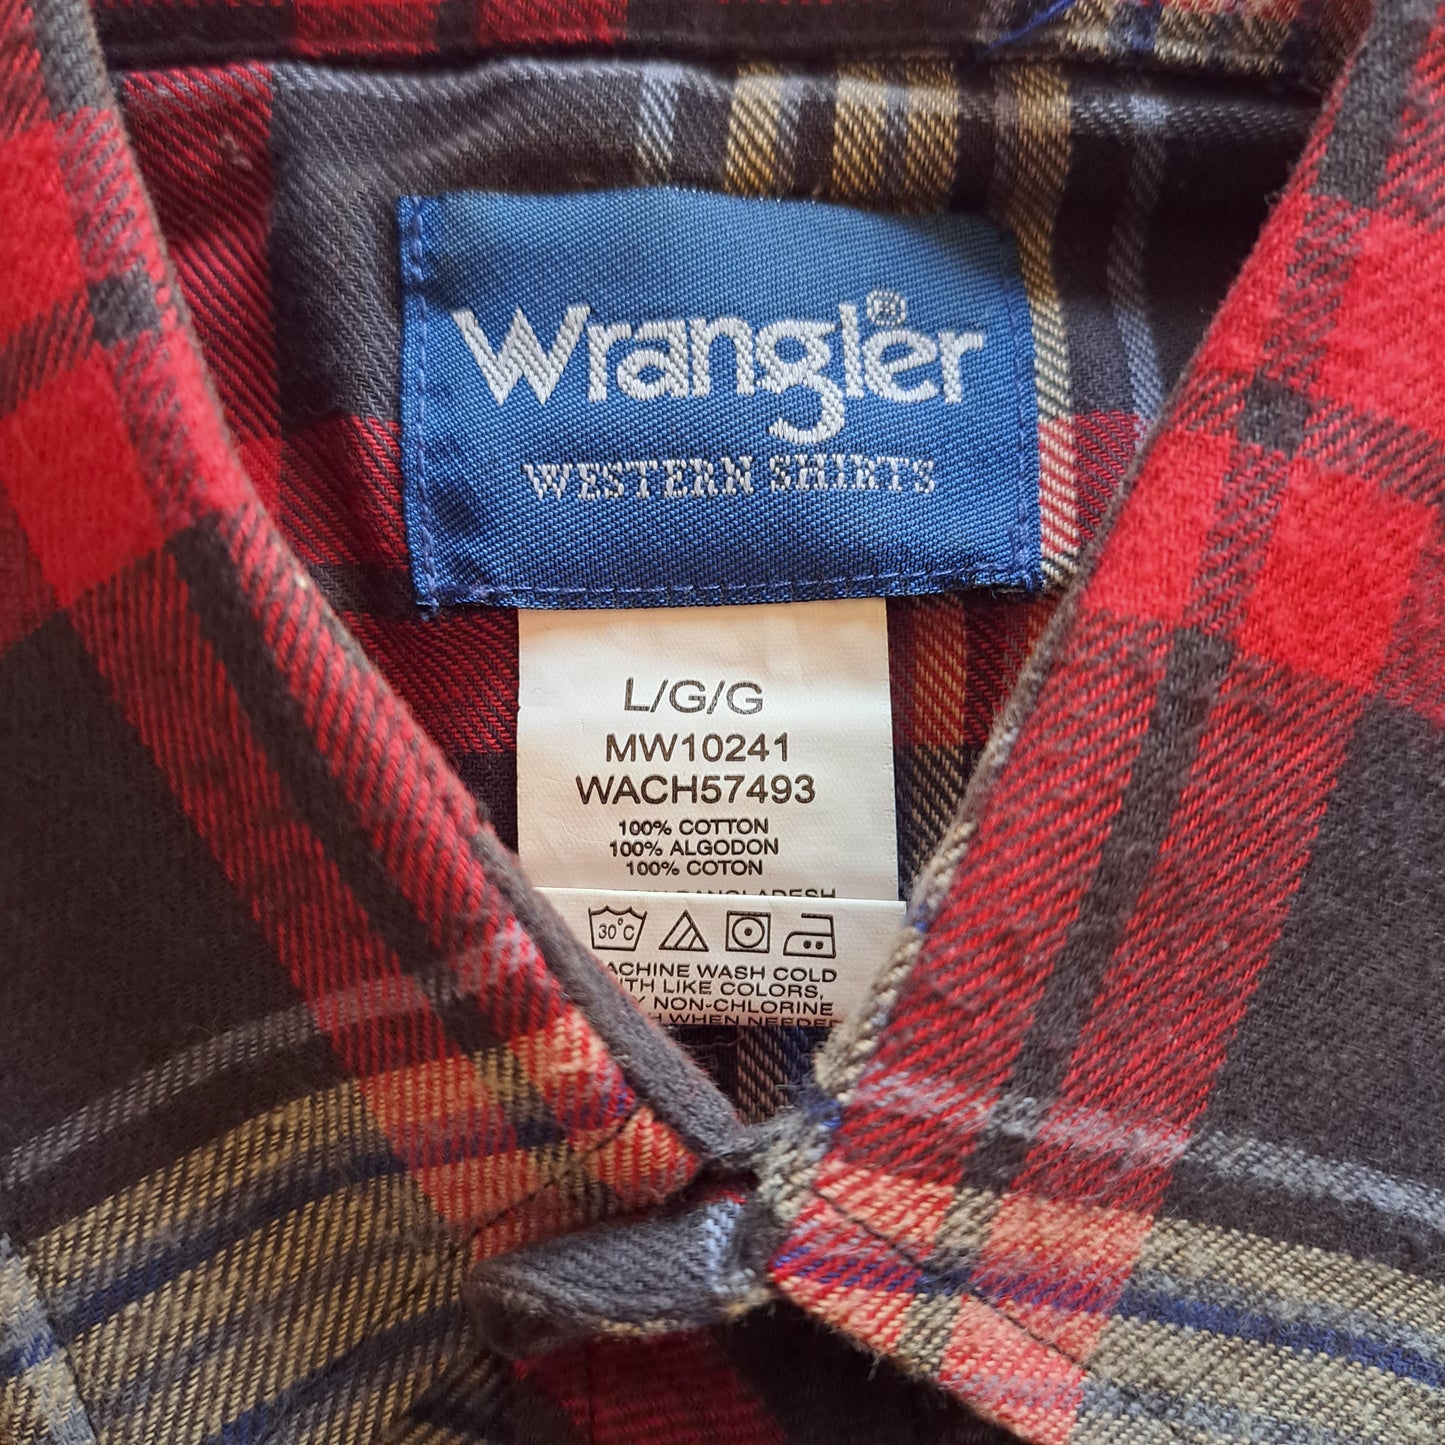 Wrangler®
WESTERN SHIRTS
L/G/G
MW10241
WACH57493
100% COTTON
100% ALGODON
100% COTON
BANGLADESH
30°C
MACHINE WASH COLD
WITH LIKE COLORS,
NON-CHLORINE
WHEN NEEDED